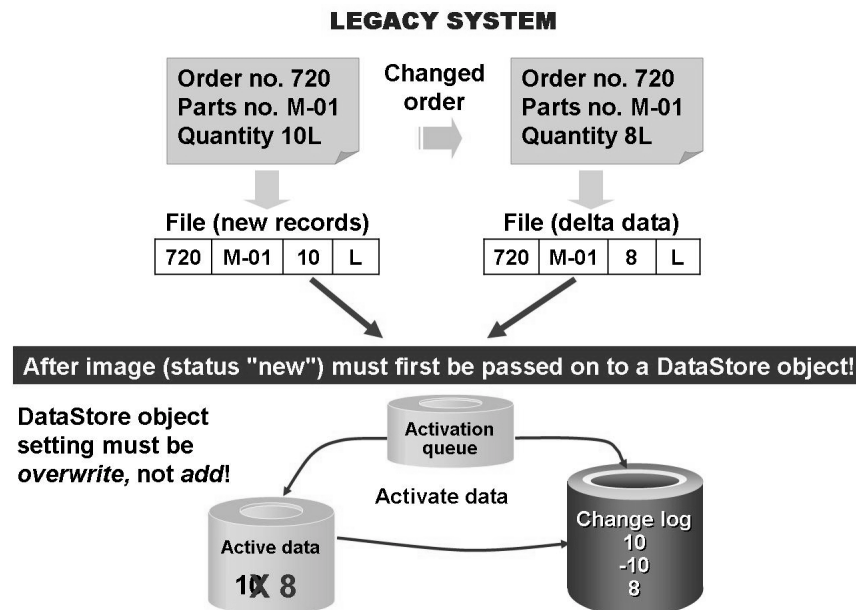 LEGACY SYSTEM
Order no. 720
Parts no. M-01
Quantity 10L
Changed
order
Order no. 720
Parts no. M-01
Quantity 8L
File (new records)
720 M-01 10 L
File (delta data)
720 M-01 8 L
After image (status "new") must first be passed on to a DataStore object!
DataStore object
setting must be
overwrite, not add!
Activation
queue
Activate data
Active data
10 X 8
Change log
10
-10
8